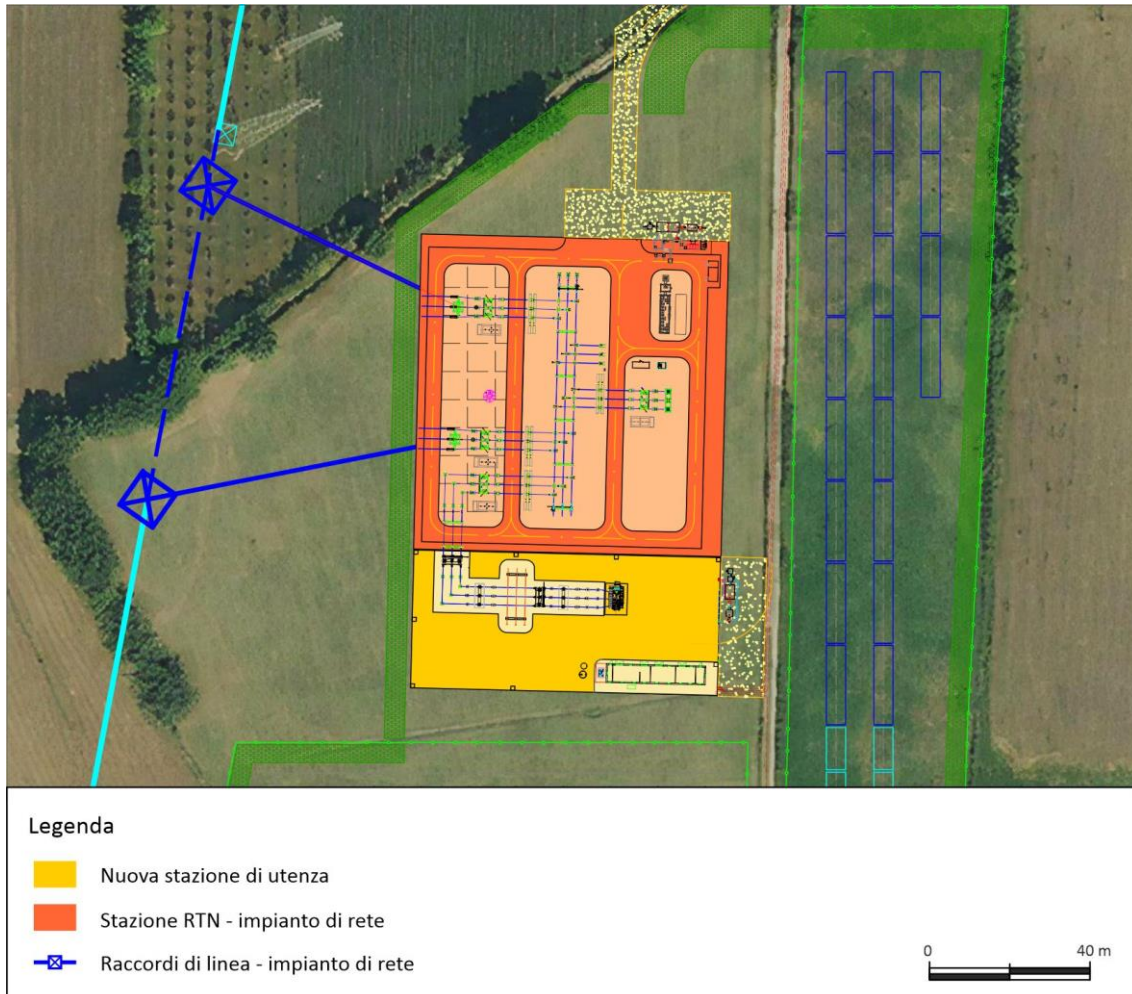 Legenda
Nuova stazione di utenza
Stazione RTN - impianto di rete
Raccordi di linea - impianto di rete
0 40 m